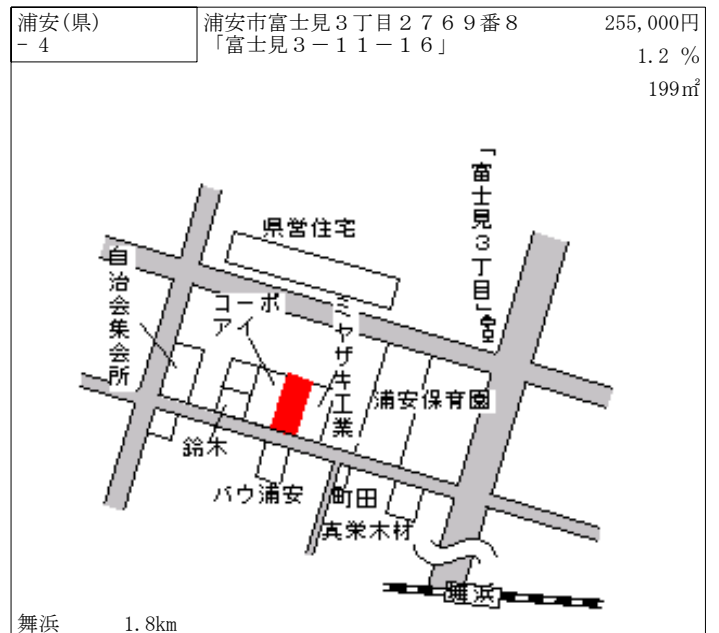 浦安(県)
- 4
浦安市富士見３丁目２７６９番８
「富士見３－１１－１６」
255,000円
1.2 %
199㎡
「富士見３丁目」
県営住宅
自治会集会所
コーポアイ
ミヤザキ工業
浦安保育園
鈴木
バウ浦安
町田
真栄木材
舞浜
舞浜 1.8km